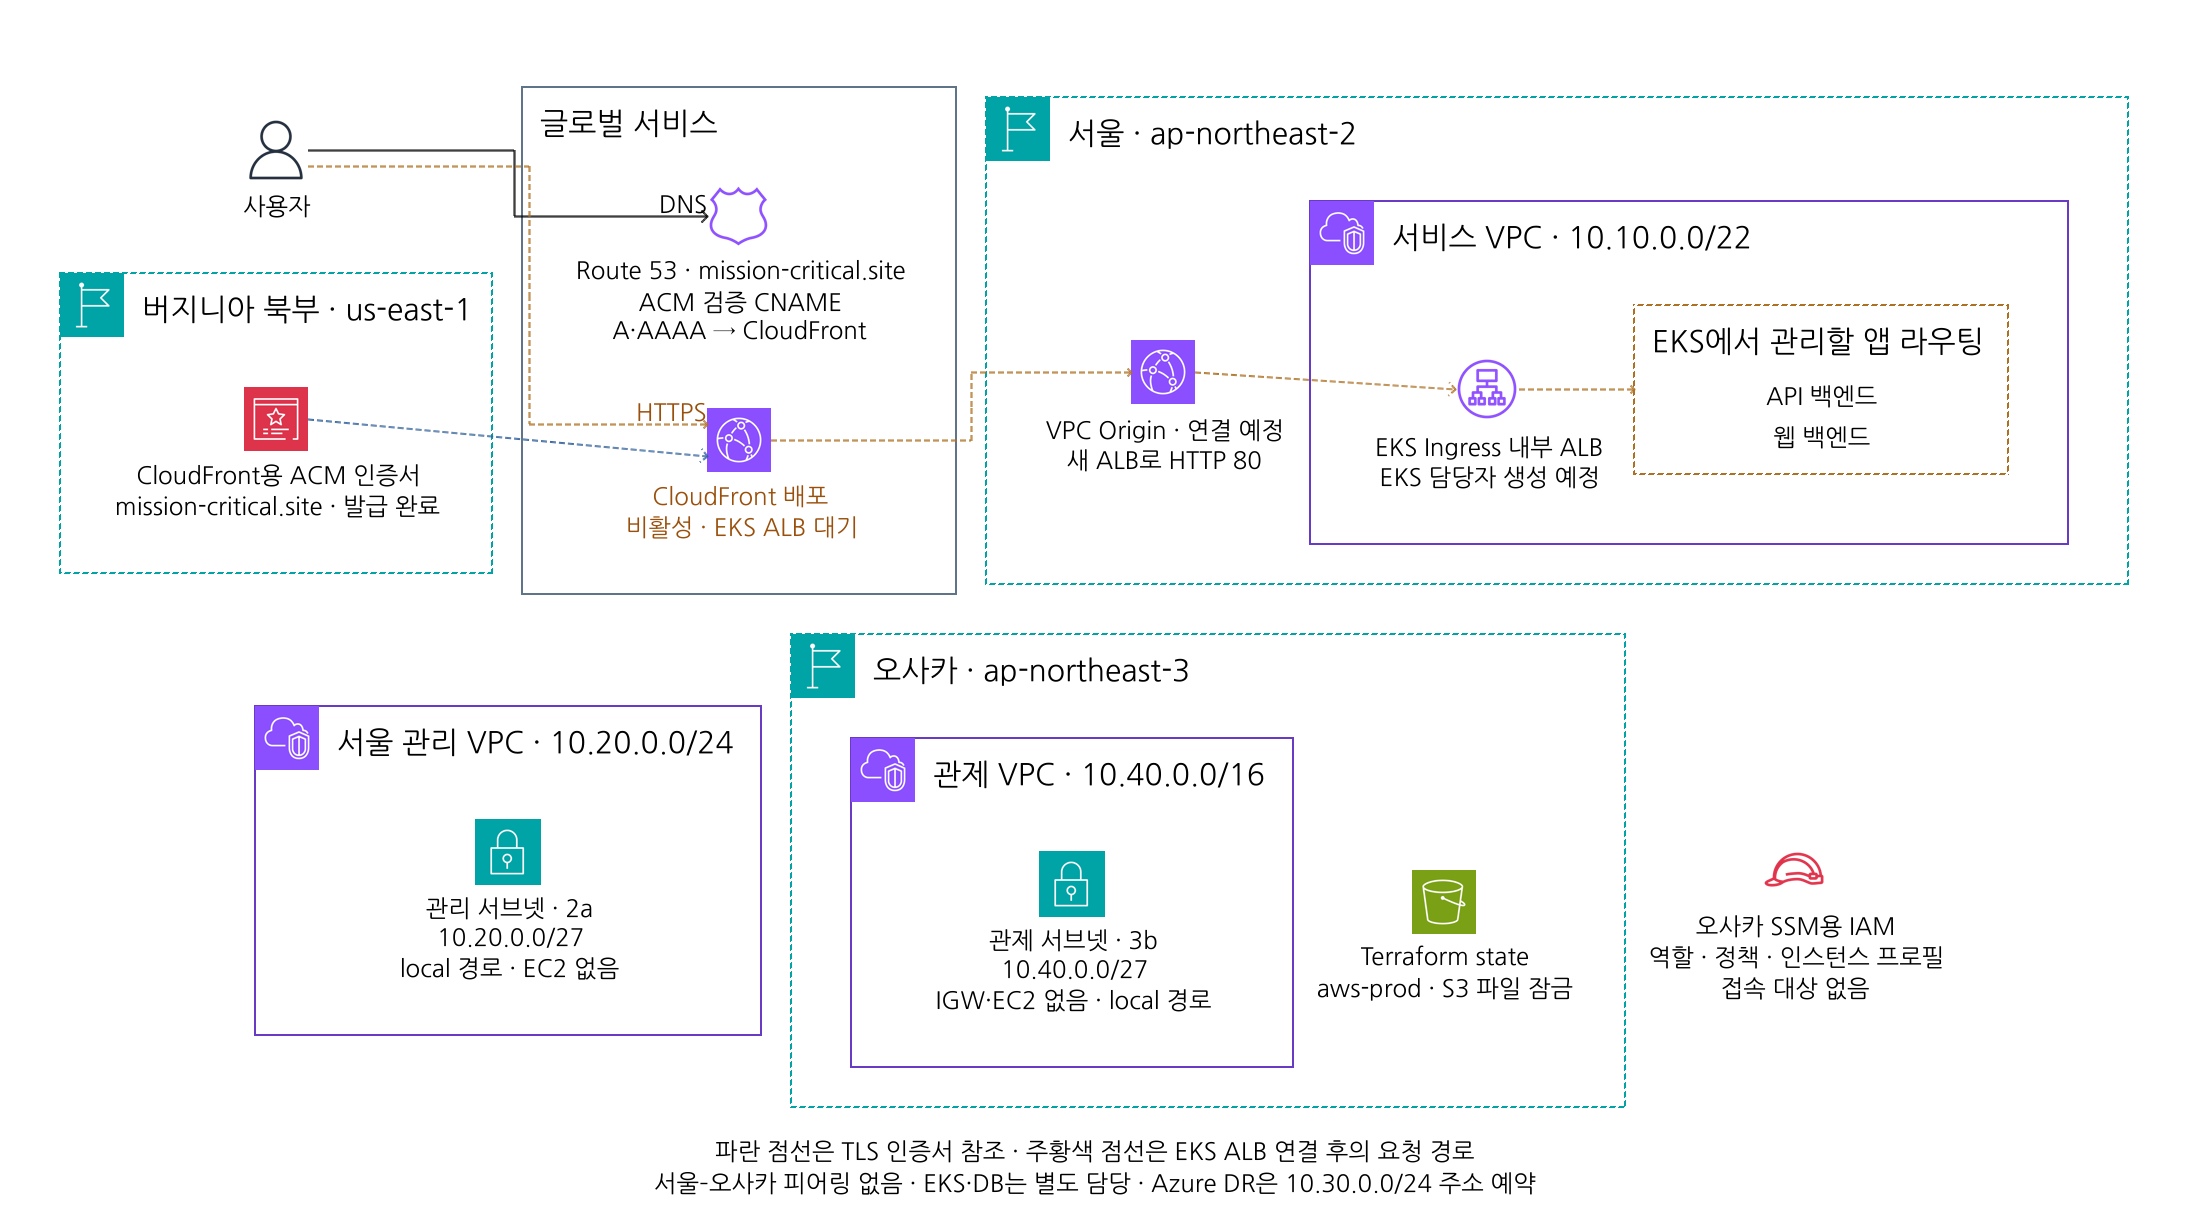 글로벌 서비스
서울 · ap-northeast-2
사용자
DNS
서비스 VPC · 10.10.0.0/22
Route 53 · mission-critical.site
ACM 검증 CNAME
A·AAAA → CloudFront
버지니아 북부 · us-east-1
EKS에서 관리할 앱 라우팅
API 백엔드
웹 백엔드
HTTPS
VPC Origin · 연결 예정
새 ALB로 HTTP 80
EKS Ingress 내부 ALB
EKS 담당자 생성 예정
CloudFront용 ACM 인증서
mission-critical.site · 발급 완료
CloudFront 배포
비활성 · EKS ALB 대기
오사카 · ap-northeast-3
서울 관리 VPC · 10.20.0.0/24
관제 VPC · 10.40.0.0/16
관리 서브넷 · 2a
10.20.0.0/27
local 경로 · EC2 없음
관제 서브넷 · 3b
10.40.0.0/27
IGW·EC2 없음 · local 경로
Terraform state
aws-prod · S3 파일 잠금
오사카 SSM용 IAM
역할 · 정책 · 인스턴스 프로필
접속 대상 없음
파란 점선은 TLS 인증서 참조 · 주황색 점선은 EKS ALB 연결 후의 요청 경로
서울-오사카 피어링 없음 · EKS·DB는 별도 담당 · Azure DR은 10.30.0.0/24 주소 예약